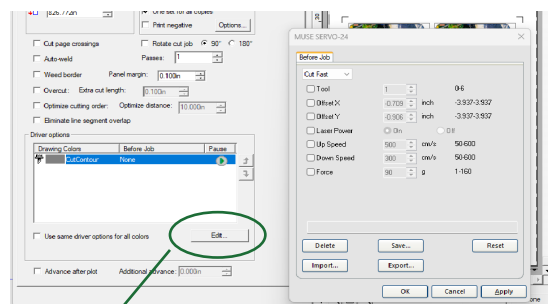 826.772in
One set for all copies
Print negative Options...
Cut page crossings Rotate cut job 90° 180°
Auto-weld Passes: 1
Weed border Panel margin: 0.100in
Overcut: Extra cut length: 0.100in
Optimize cutting order: Optimize distance: 10.000in
Eliminate line segment overlap
Driver options
Drawing Colors Before Job Pause
CutContour None
Use same driver options for all colors Edit...
Advance after plot Additional advance: 0.000in
MUSE SERVO-24
Before Job
Cut Fast
Tool 1 0-6
Offset X -0.709 inch -3.937-3.937
Offset Y -0.906 inch -3.937-3.937
Laser Power On Off
Up Speed 900 cm/s 50-600
Down Speed 300 cm/s 50-600
Force 90 g 1-160
Delete Save... Reset
Import... Export...
OK Cancel Apply